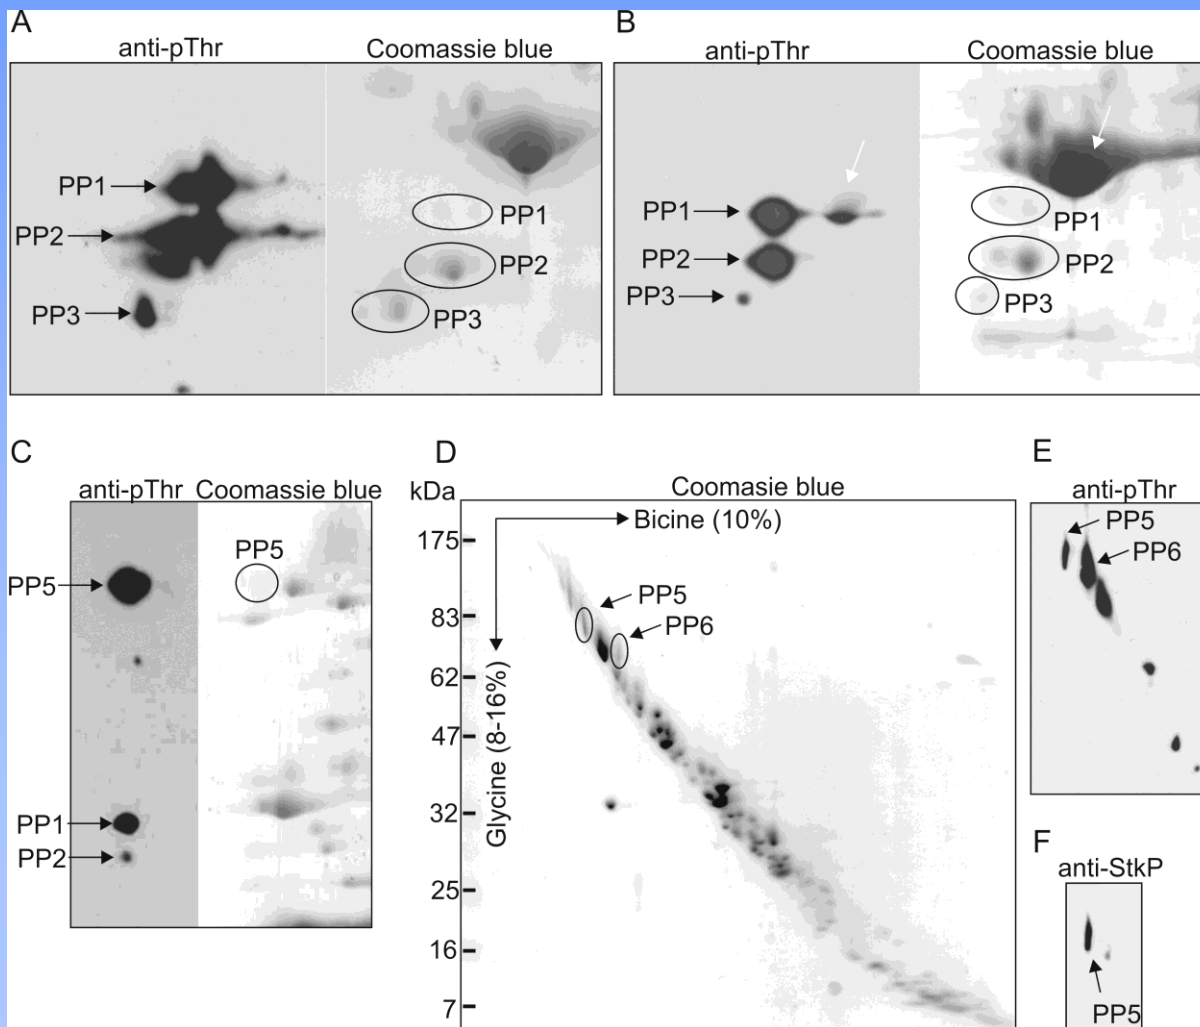 A
anti-pThr Coomassie blue
PP1
PP2
PP3
PP1
PP2
PP3
B
anti-pThr Coomassie blue
PP1
PP2
PP3
PP1
PP2
PP3
C
anti-pThr Coomassie blue
PP5
PP5
PP1
PP2
D
kDa
Coomasie blue
Bicine (10%)
Glycine (8-16%)
175
83
62
47
32
25
16
7
PP5
PP6
E
anti-pThr
PP5
PP6
F
anti-StkP
PP5